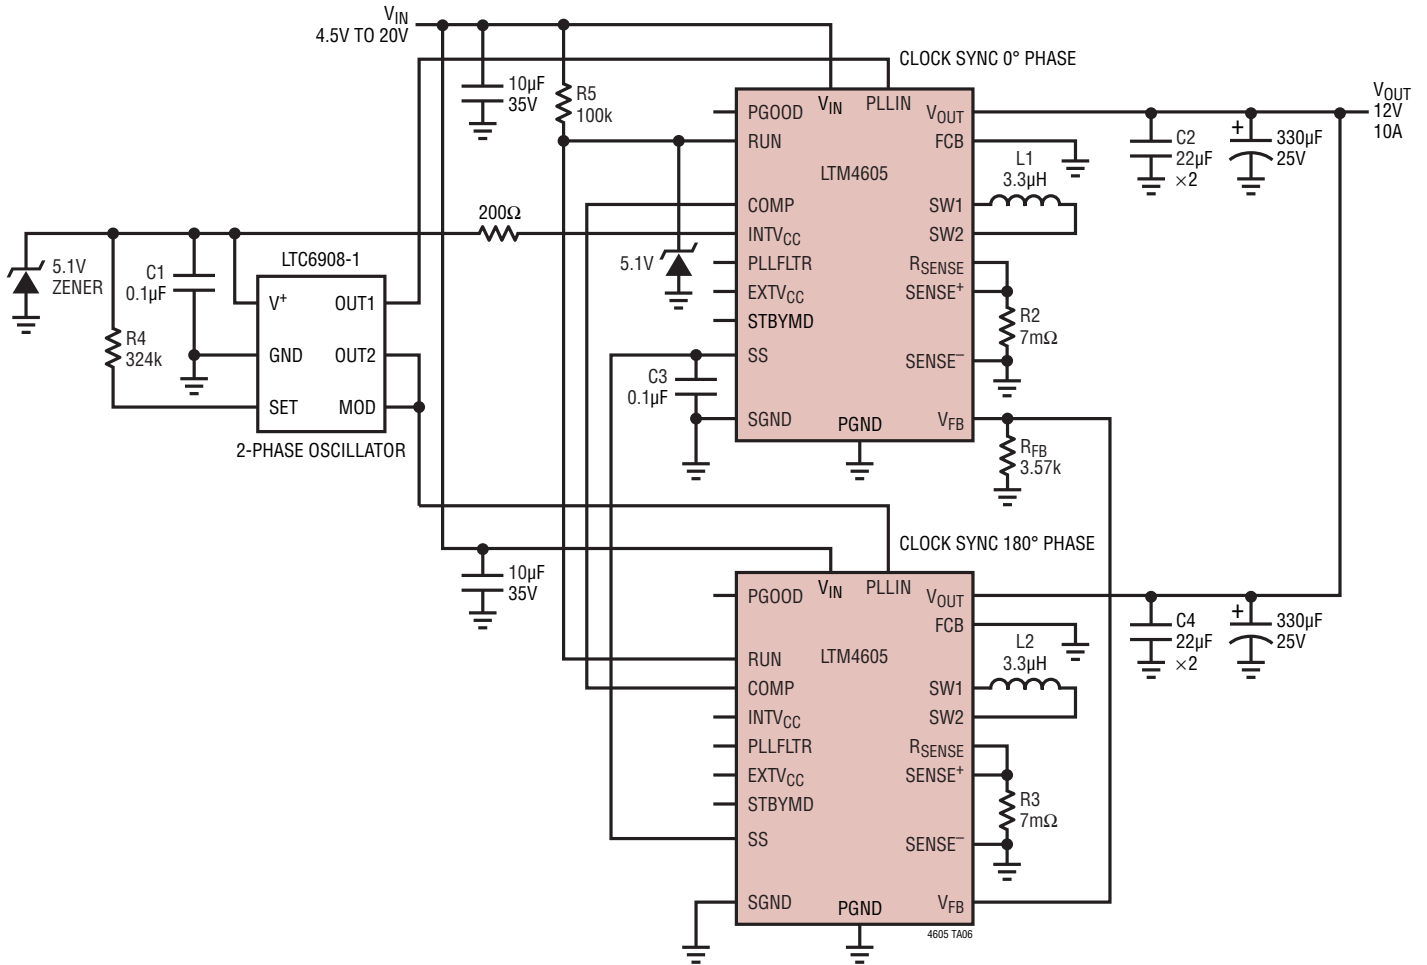 VIN
4.5V TO 20V
10µF
35V
R5
100k
CLOCK SYNC 0° PHASE
PGOOD
VIN
PLLIN
VOUT
RUN
FCB
LTM4605
COMP
SW1
INTVCC
SW2
PLLFLTR
RSENSE
EXTVCC
SENSE+
STBYMD
SS
SENSE–
SGND
PGND
VFB
L1
3.3µH
R2
7mΩ
RFB
3.57k
C2
22µF
×2
+
330µF
25V
VOUT
12V
10A
200Ω
5.1V
C3
0.1µF
5.1V
ZENER
C1
0.1µF
R4
324k
LTC6908-1
V+
OUT1
GND
OUT2
SET
MOD
2-PHASE OSCILLATOR
10µF
35V
CLOCK SYNC 180° PHASE
PGOOD
VIN
PLLIN
VOUT
FCB
RUN
LTM4605
COMP
SW1
INTVCC
SW2
PLLFLTR
RSENSE
EXTVCC
SENSE+
STBYMD
SS
SENSE–
SGND
PGND
VFB
L2
3.3µH
R3
7mΩ
C4
22µF
×2
+
330µF
25V
4605 TA06